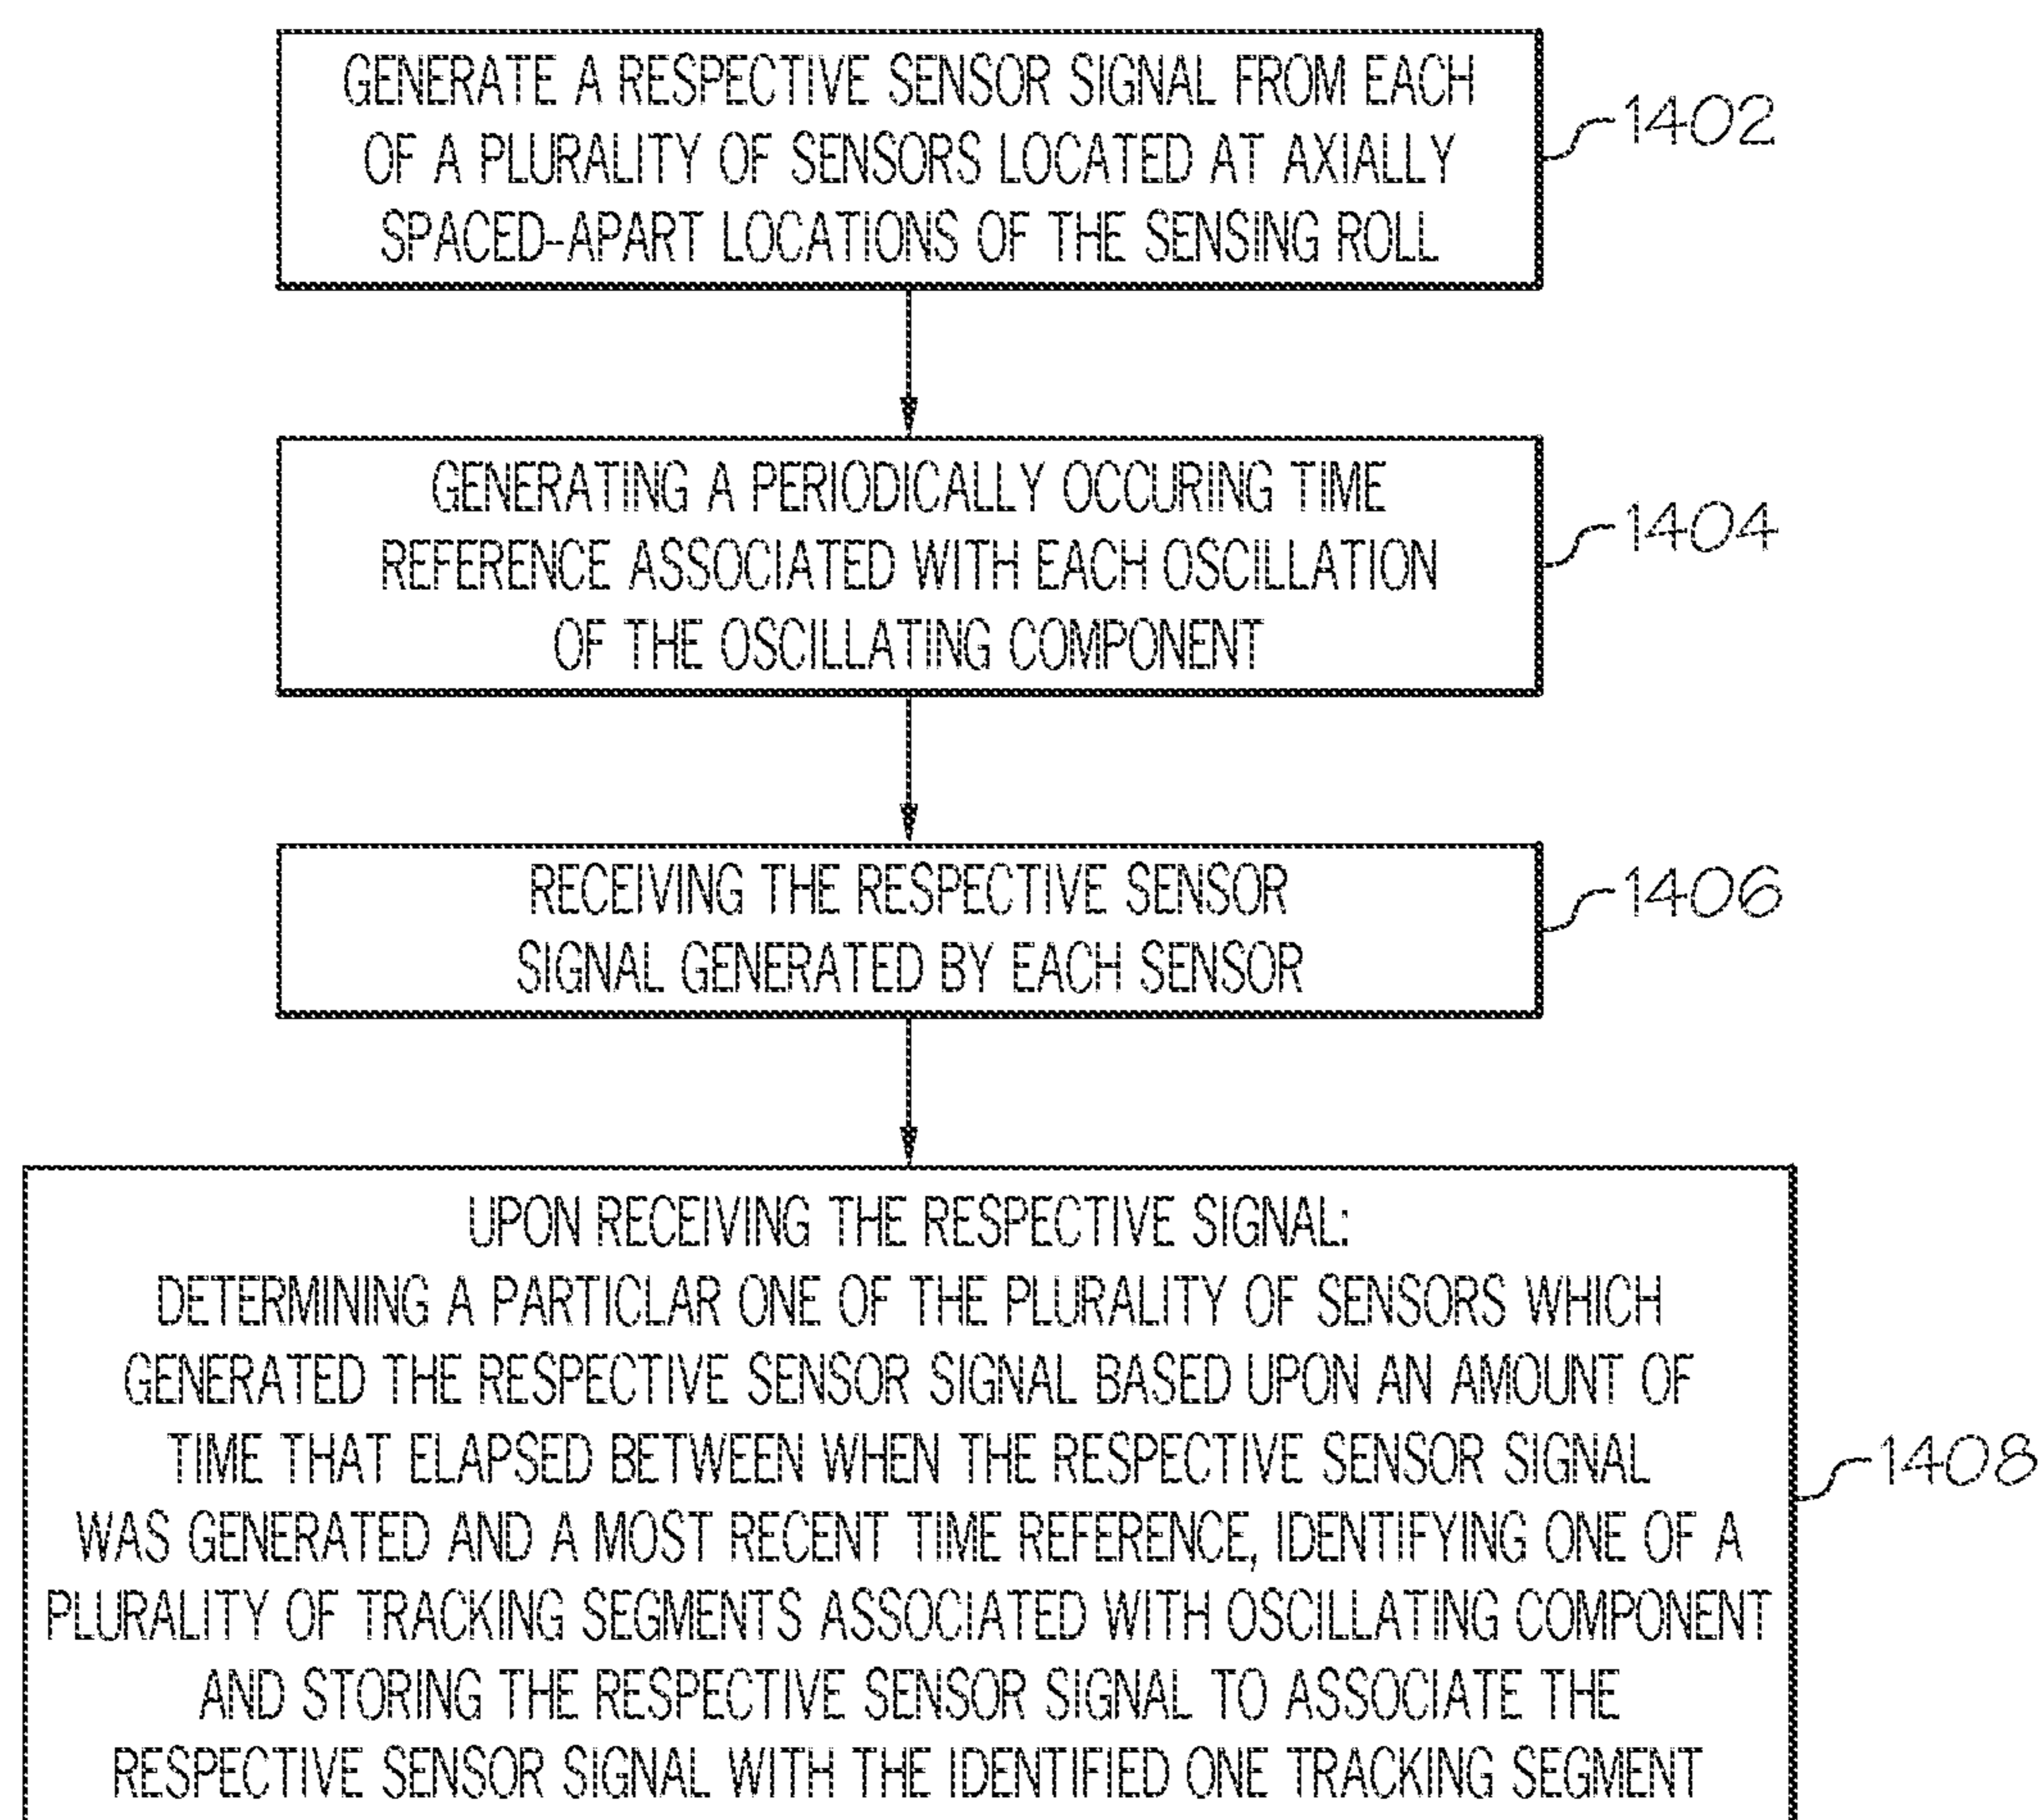 GENERATE A RESPECTIVE SENSOR SIGNAL FROM EACH
OF A PLURALITY OF SENSORS LOCATED AT AXIALLY
SPACED-APART LOCATIONS OF THE SENSING ROLL
1402
GENERATING A PERIODICALLY OCCURING TIME
REFERENCE ASSOCIATED WITH EACH OSCILLATION
OF THE OSCILLATING COMPONENT
1404
RECEIVING THE RESPECTIVE SENSOR
SIGNAL GENERATED BY EACH SENSOR
1406
UPON RECEIVING THE RESPECTIVE SIGNAL:
DETERMINING A PARTICLAR ONE OF THE PLURALITY OF SENSORS WHICH
GENERATED THE RESPECTIVE SENSOR SIGNAL BASED UPON AN AMOUNT OF
TIME THAT ELAPSED BETWEEN WHEN THE RESPECTIVE SENSOR SIGNAL
WAS GENERATED AND A MOST RECENT TIME REFERENCE, IDENTIFYING ONE OF A
PLURALITY OF TRACKING SEGMENTS ASSOCIATED WITH OSCILLATING COMPONENT
AND STORING THE RESPECTIVE SENSOR SIGNAL TO ASSOCIATE THE
RESPECTIVE SENSOR SIGNAL WITH THE IDENTIFIED ONE TRACKING SEGMENT
1408